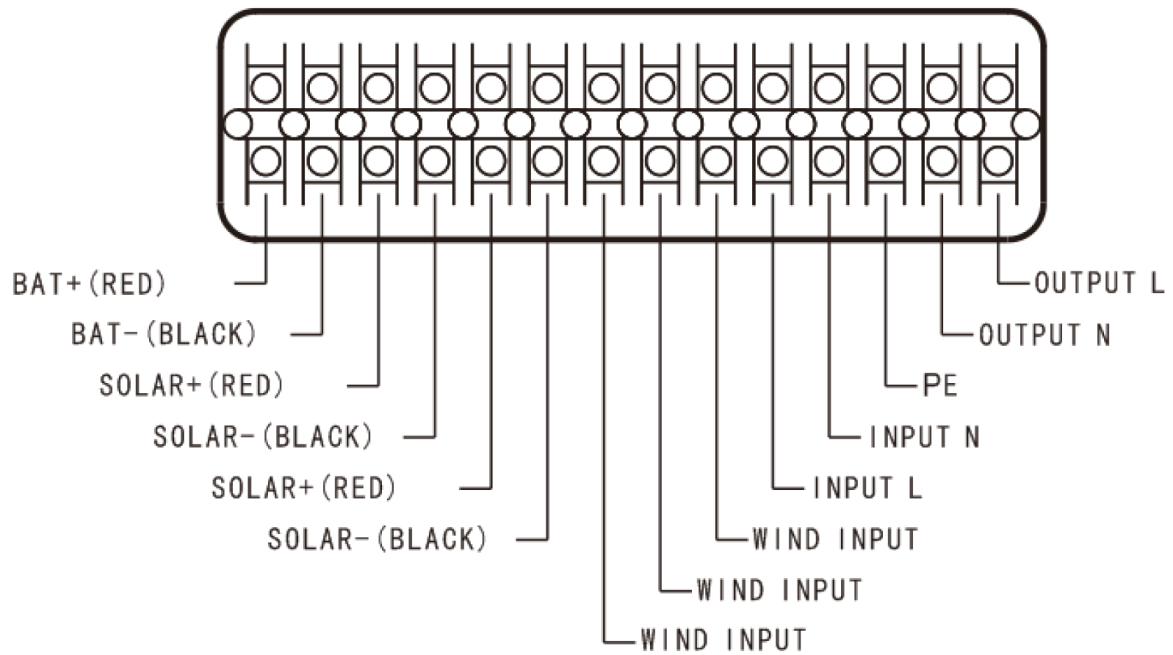 BAT+(RED)
OUTPUT L
BAT-(BLACK)
OUTPUT N
SOLAR+(RED)
PE
SOLAR-(BLACK)
INPUT N
SOLAR+(RED)
INPUT L
SOLAR-(BLACK)
WIND INPUT
WIND INPUT
WIND INPUT